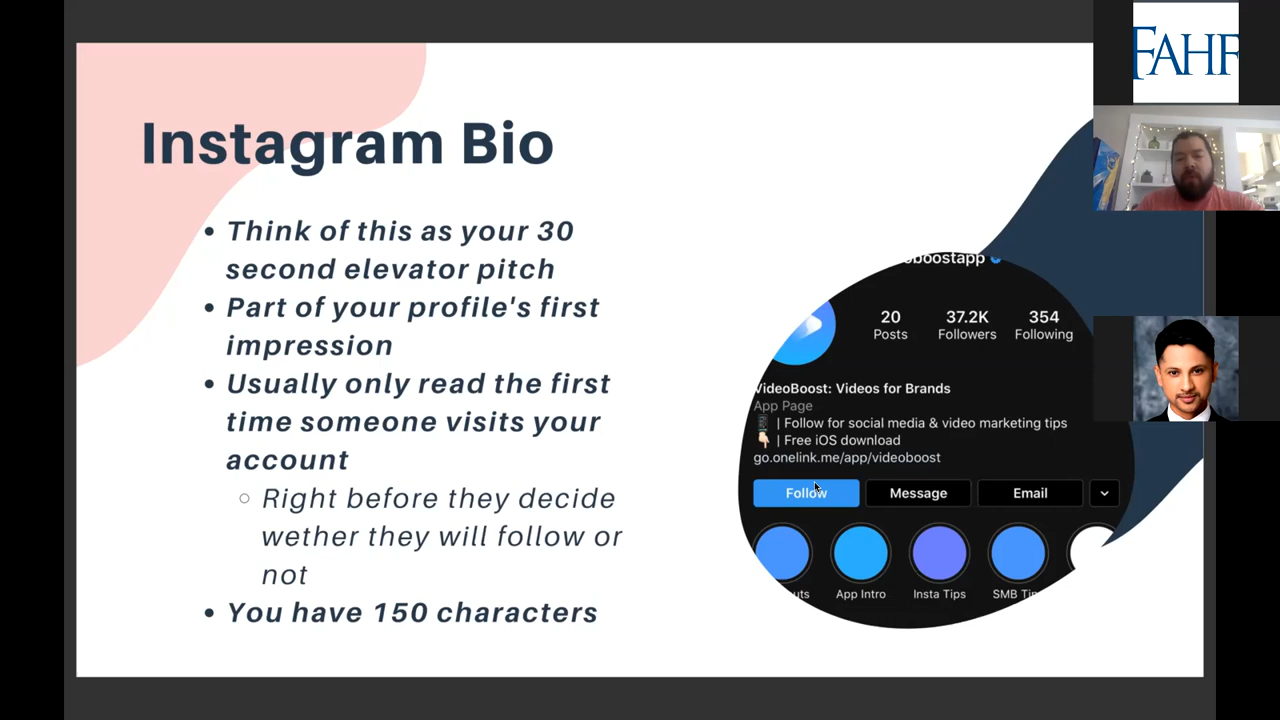 Instagram Bio
Think of this as your 30
second elevator pitch
Part of your profile's first
impression
Usually only read the first
time someone visits your
account
Right before they decide
wether they will follow or
not
You have 150 characters
20
37.2K
354
Posts
Followers
Following
VideoBoost: Videos for Brands
App Page
| Follow for social media & video marketing tips
| Free iOS download
go.onelink.me/app/videoboost
Follow
Message
Email
App Intro
Insta Tips
SMB
FAHF